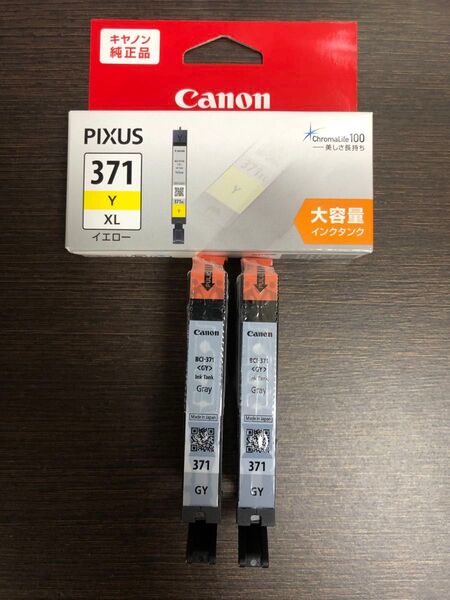 キヤノン
純正品
Canon
PIXUS
371
Y
XL
イエロー
Canon
371XL
Y
ChromaLife100
美しさ長持ち
大容量
インクタンク
Canon
BCI-371
<GY>
Ink Tank
Gray
Made in Japan
371
GY
Canon
BCI-371
<GY>
Ink Tank
Gray
Made in Japan
371
GY